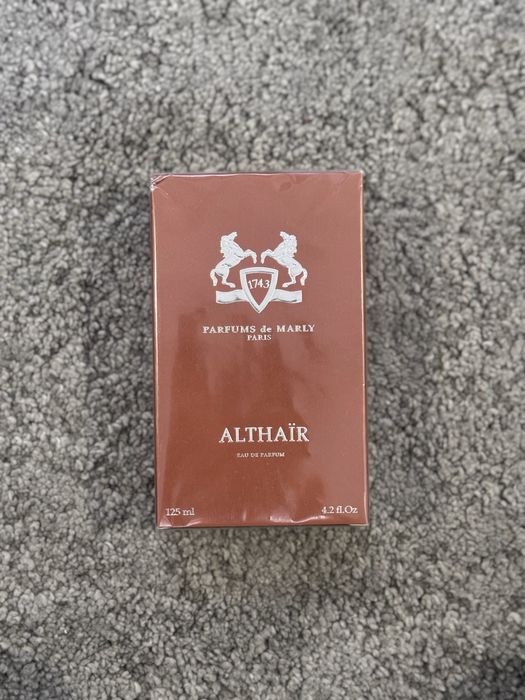 1743
PARFUMS de MARLY
PARIS
ALTHAÏR
EAU DE PARFUM
125 ml 4.2 fl.Oz